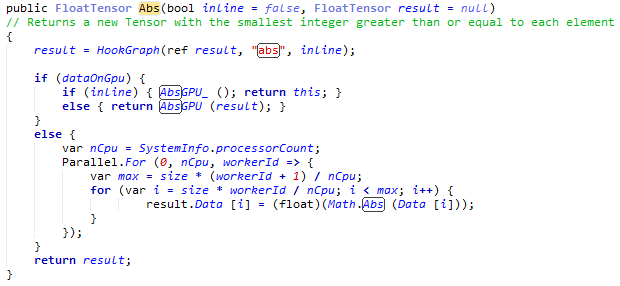 public FloatTensor Abs(bool inline = false, FloatTensor result = null)
// Returns a new Tensor with the smallest integer greater than or equal to each element
{
result = HookGraph(ref result, "abs", inline);
if (dataOnGpu) {
if (inline) { AbsGPU_ (); return this; }
else { return AbsGPU (result); }
}
else {
var nCpu = SystemInfo.processorCount;
Parallel.For (0, nCpu, workerId => {
var max = size * (workerId + 1) / nCpu;
for (var i = size * workerId / nCpu; i < max; i++) {
result.Data [i] = (float)(Math.Abs (Data [i]));
}
});
}
return result;
}